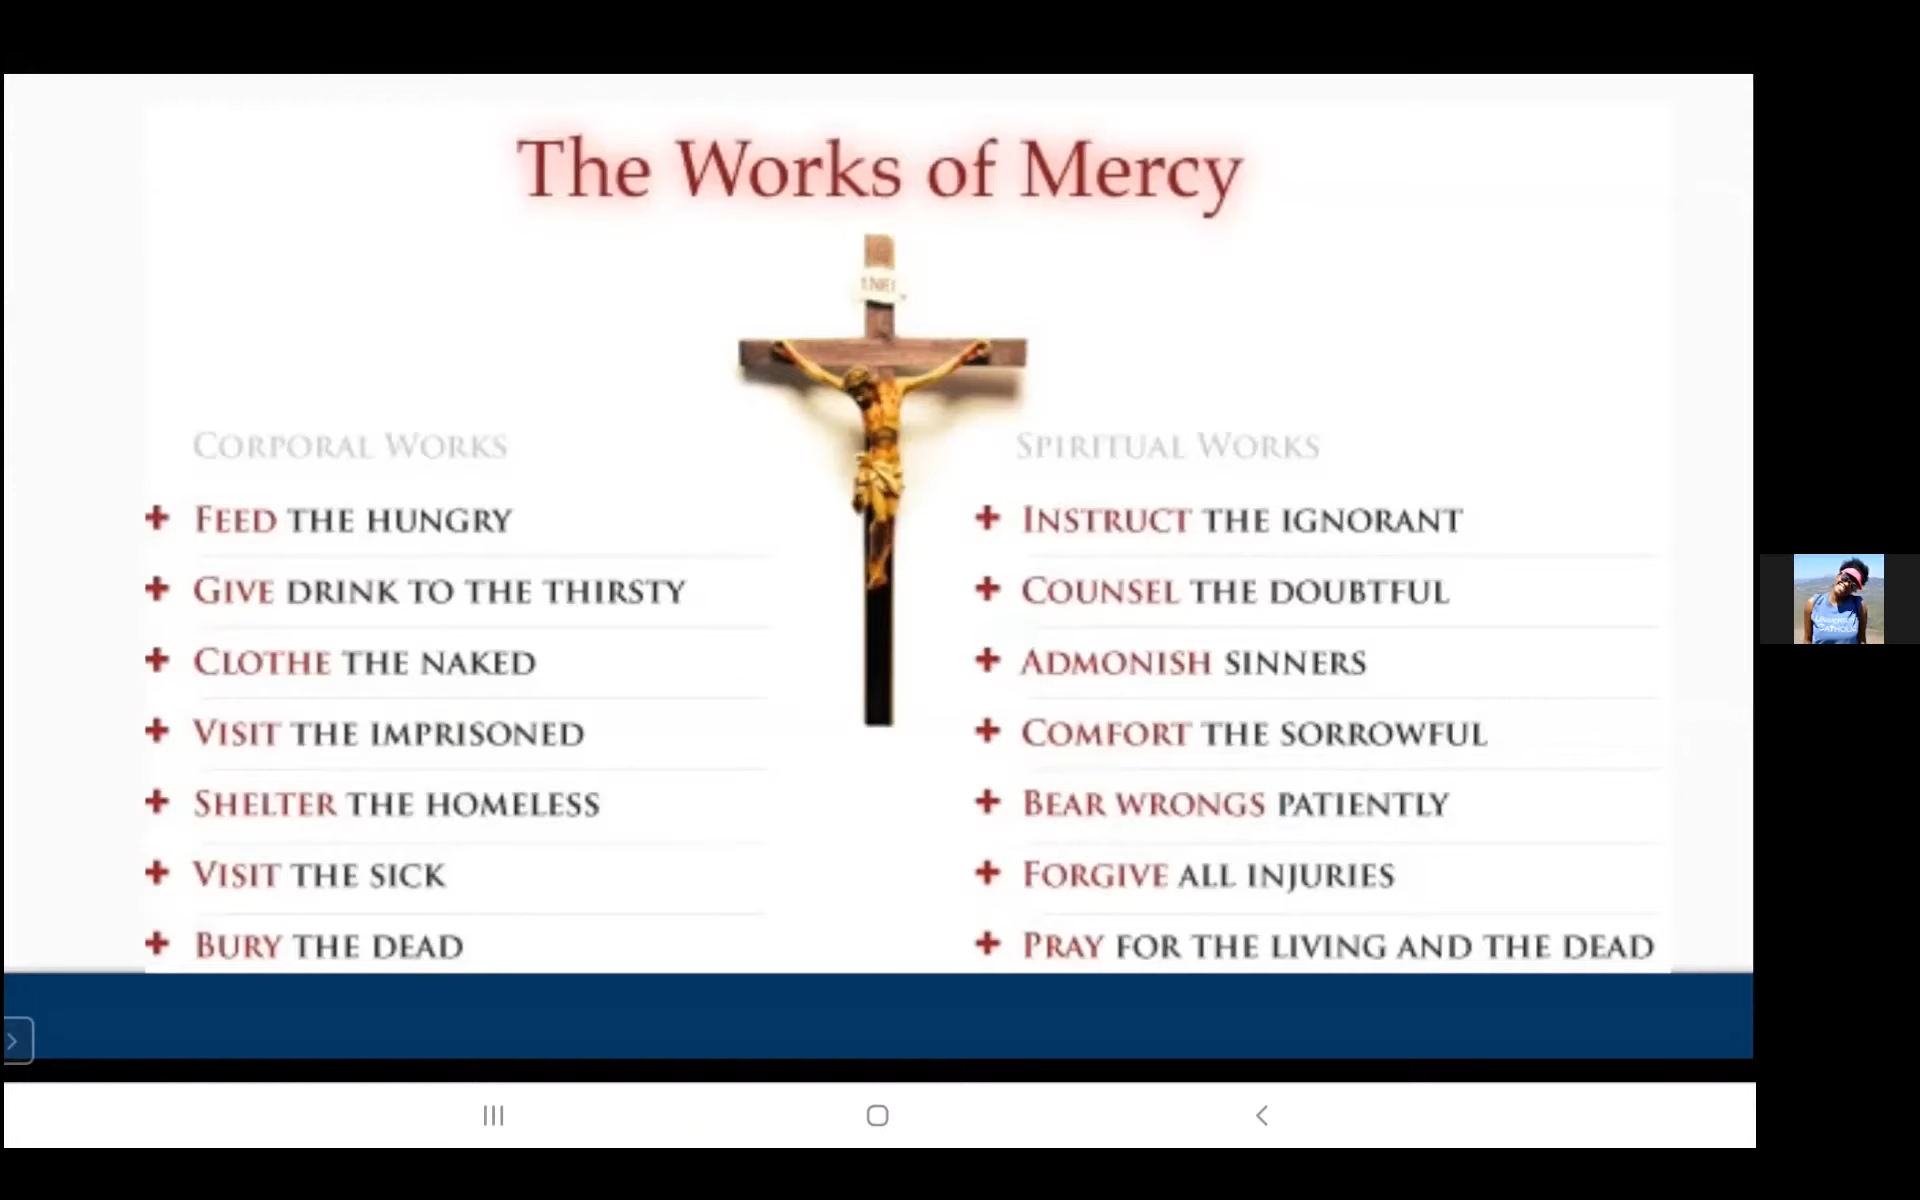 The Works of Mercy
CORPORAL WORKS
FEED THE HUNGRY
GIVE DRINK TO THE THIRSTY
CLOTHE THE NAKED
VISIT THE IMPRISONED
SHELTER THE HOMELESS
VISIT THE SICK
BURY THE DEAD
SPIRITUAL WORKS
INSTRUCT THE IGNORANT
COUNSEL THE DOUBTFUL
ADMONISH SINNERS
COMFORT THE SORROWFUL
BEAR WRONGS PATIENTLY
FORGIVE ALL INJURIES
PRAY FOR THE LIVING AND THE DEAD
CATHOLIC